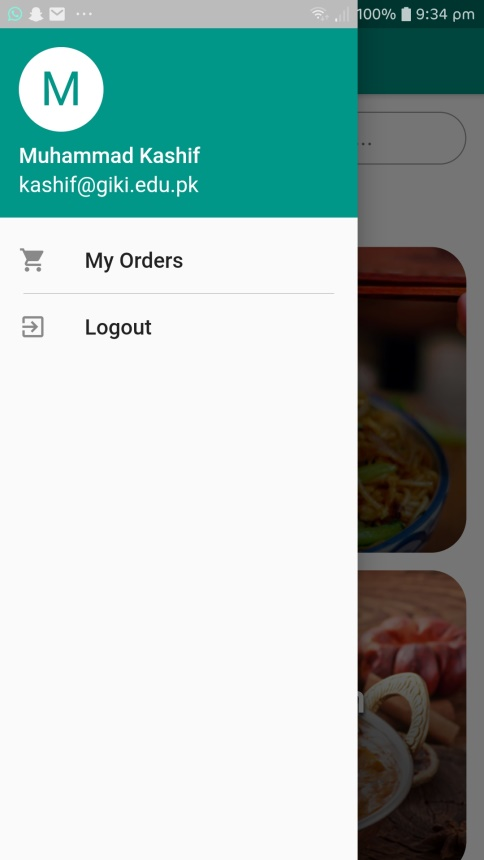 100% 9:34 pm
M
Muhammad Kashif
kashif@giki.edu.pk
My Orders
Logout